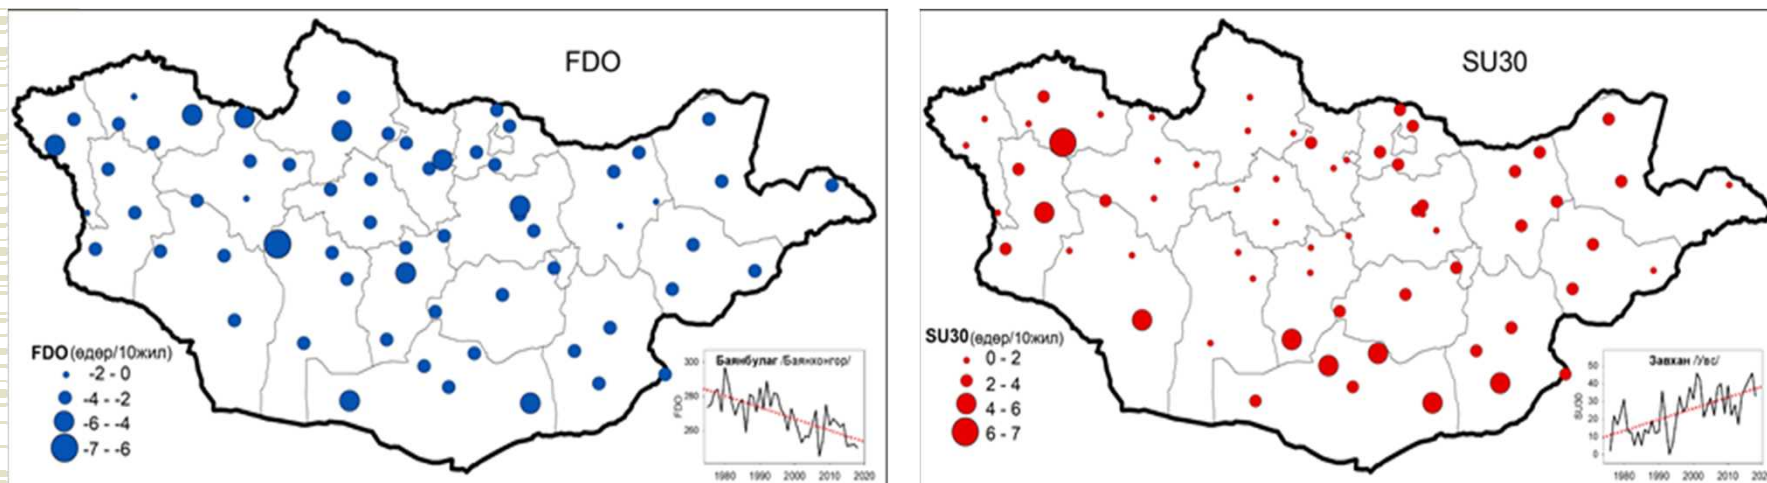 FDO
FDO (өдөр/10жил)
-2 - 0
-4 - -2
-6 - -4
-7 - -6
Баянбулаг /Баянхонгор/
FDO
300
280
260
1980 1990 2000 2010 2020
SU30
SU30 (өдөр/10жил)
0 - 2
2 - 4
4 - 6
6 - 7
Завхан /Увс/
SU30
50
40
30
20
10
0
1980 1990 2000 2010